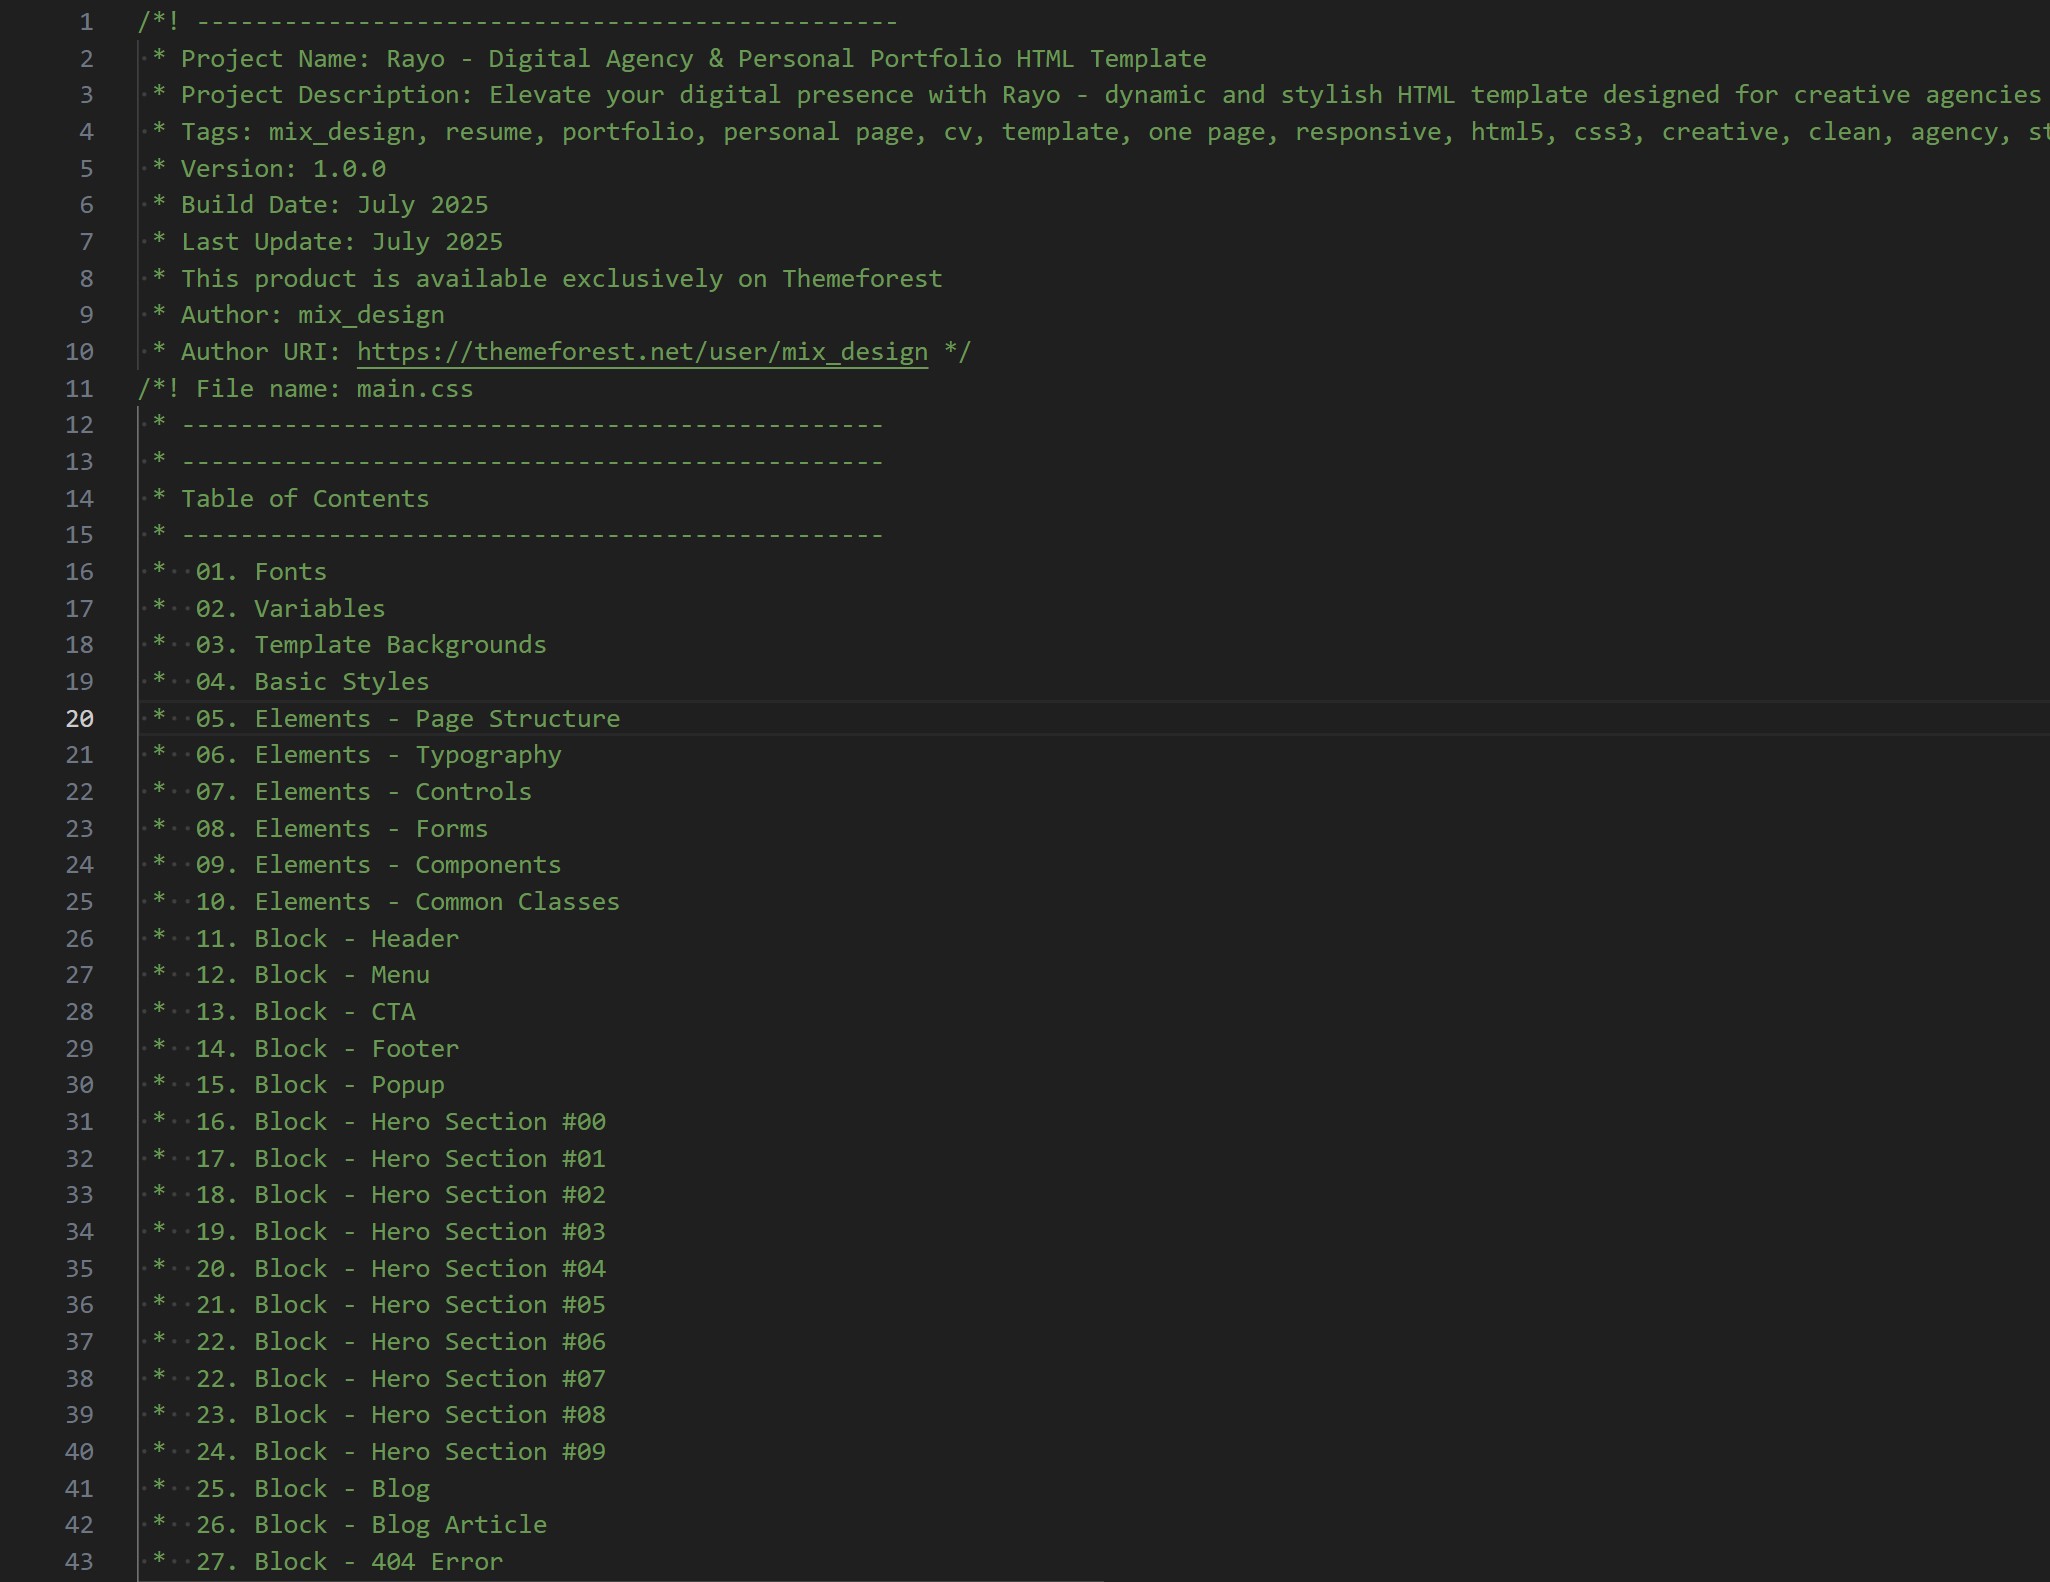 1 /*! ------------------------------------------------
2  * Project Name: Rayo - Digital Agency & Personal Portfolio HTML Template
3  * Project Description: Elevate your digital presence with Rayo - dynamic and stylish HTML template designed for creative agencies
4  * Tags: mix_design, resume, portfolio, personal page, cv, template, one page, responsive, html5, css3, creative, clean, agency, st
5  * Version: 1.0.0
6  * Build Date: July 2025
7  * Last Update: July 2025
8  * This product is available exclusively on Themeforest
9  * Author: mix_design
10  * Author URI: https://themeforest.net/user/mix_design */
11 /*! File name: main.css
12  * ------------------------------------------------
13  * ------------------------------------------------
14  * Table of Contents
15  * ------------------------------------------------
16  *  01. Fonts
17  *  02. Variables
18  *  03. Template Backgrounds
19  *  04. Basic Styles
20  *  05. Elements - Page Structure
21  *  06. Elements - Typography
22  *  07. Elements - Controls
23  *  08. Elements - Forms
24  *  09. Elements - Components
25  *  10. Elements - Common Classes
26  *  11. Block - Header
27  *  12. Block - Menu
28  *  13. Block - CTA
29  *  14. Block - Footer
30  *  15. Block - Popup
31  *  16. Block - Hero Section #00
32  *  17. Block - Hero Section #01
33  *  18. Block - Hero Section #02
34  *  19. Block - Hero Section #03
35  *  20. Block - Hero Section #04
36  *  21. Block - Hero Section #05
37  *  22. Block - Hero Section #06
38  *  22. Block - Hero Section #07
39  *  23. Block - Hero Section #08
40  *  24. Block - Hero Section #09
41  *  25. Block - Blog
42  *  26. Block - Blog Article
43  *  27. Block - 404 Error